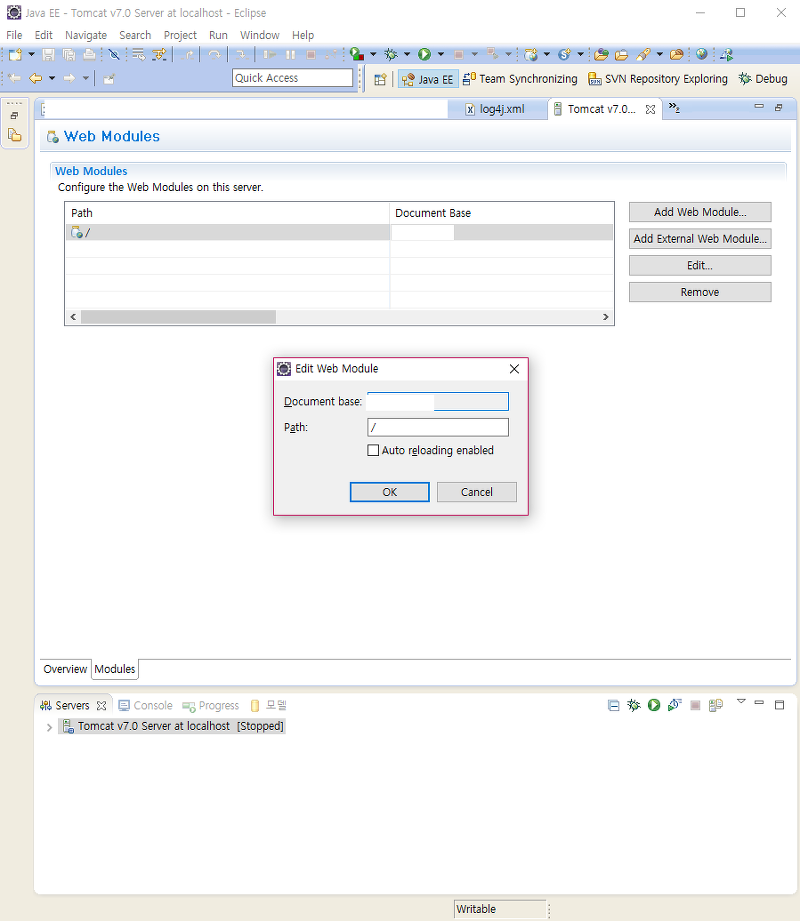 Java EE - Tomcat v7.0 Server at localhost - Eclipse
File Edit Navigate Search Project Run Window Help
Quick Access
Java EE Team Synchronizing SVN Repository Exploring Debug
log4j.xml Tomcat v7.0... »2
Web Modules
Web Modules
Configure the Web Modules on this server.
Path Document Base
/
Add Web Module...
Add External Web Module...
Edit...
Remove
Edit Web Module
Document base:
Path: /
Auto reloading enabled
OK Cancel
Overview Modules
Servers Console Progress 모델
Tomcat v7.0 Server at localhost [Stopped]
Writable